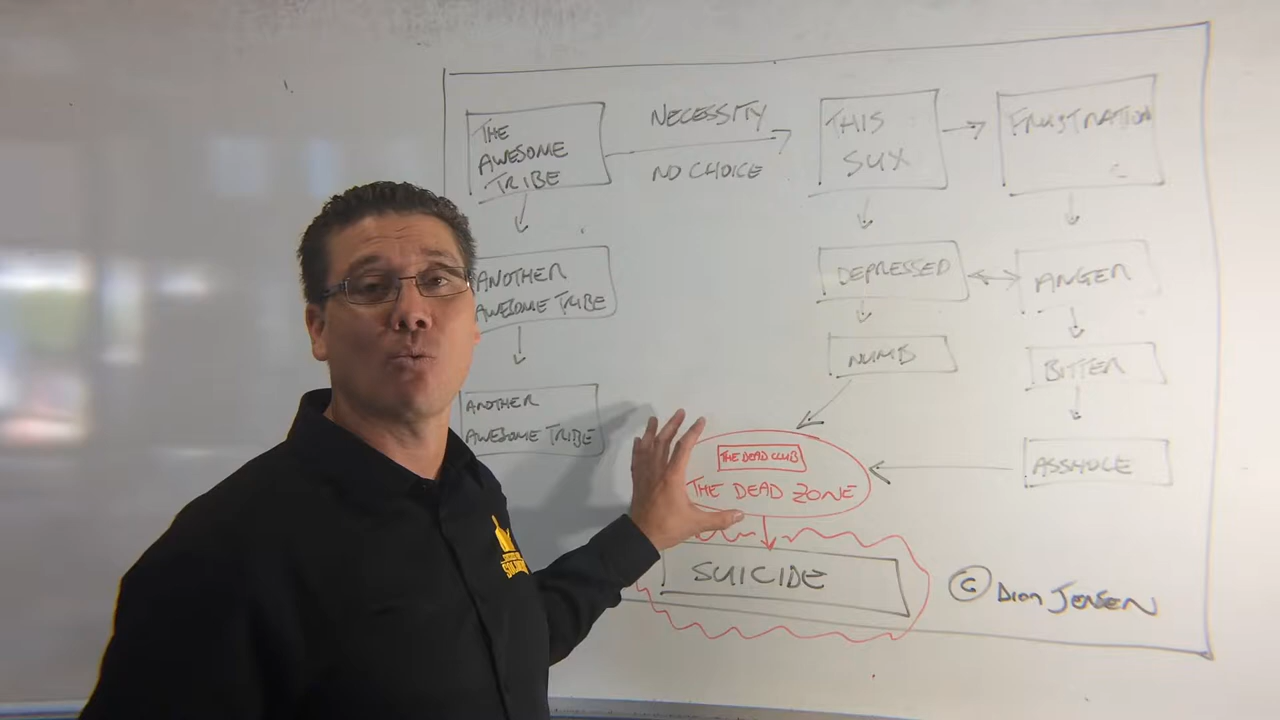 THE
AWESOME
TRIBE
NECESSITY
NO CHOICE
THIS
SUX
FRUSTRATION
ANOTHER
AWESOME TRIBE
DEPRESSED
ANGER
NUMB
BITTER
ANOTHER
AWESOME TRIBE
THE DEAD CLUB
THE DEAD ZONE
ASSHOLE
SUICIDE
© Dion JENSEN